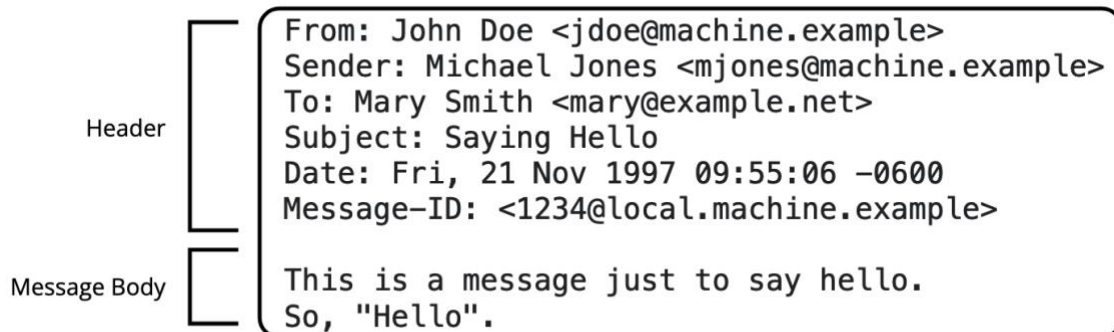 Header
From: John Doe <jdoe@machine.example>
Sender: Michael Jones <mjones@machine.example>
To: Mary Smith <mary@example.net>
Subject: Saying Hello
Date: Fri, 21 Nov 1997 09:55:06 -0600
Message-ID: <1234@local.machine.example>
Message Body
This is a message just to say hello.
So, "Hello".